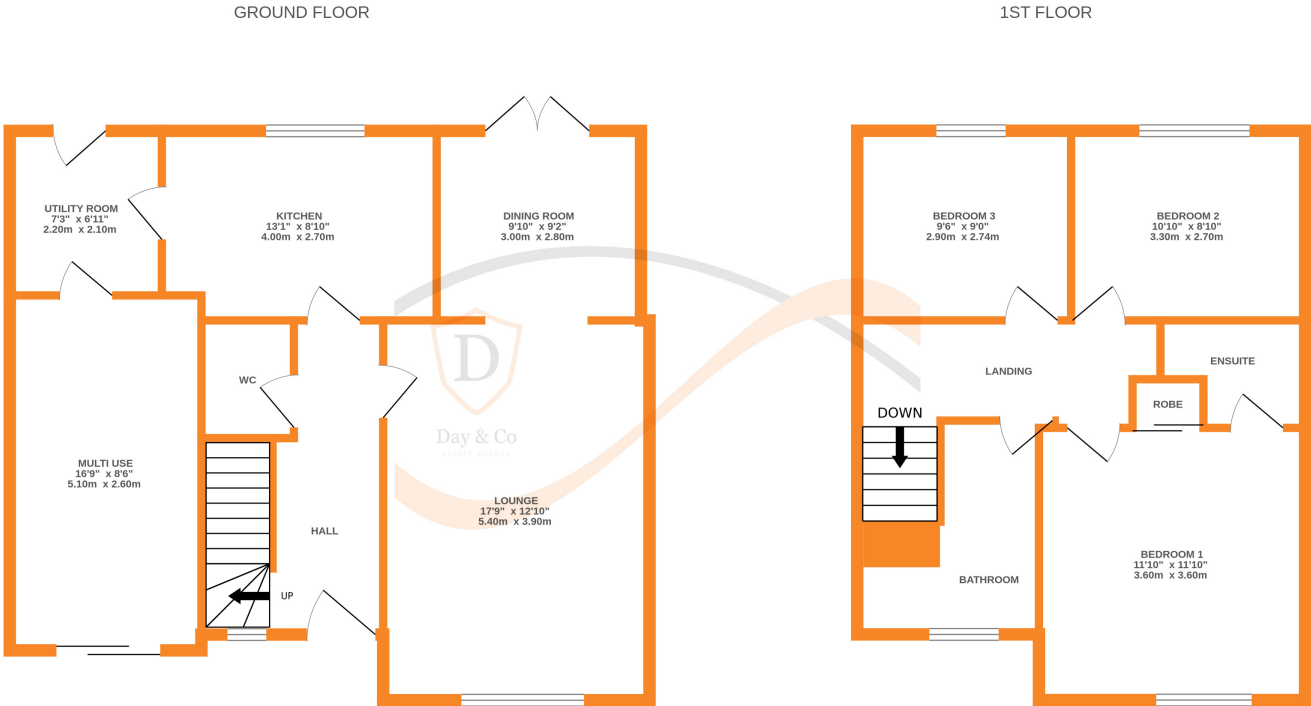 GROUND FLOOR
1ST FLOOR
UTILITY ROOM
7'3" x 6'11"
2.20m x 2.10m
KITCHEN
13'1" x 8'10"
4.00m x 2.70m
DINING ROOM
9'10" x 9'2"
3.00m x 2.80m
BEDROOM 3
9'6" x 9'0"
2.90m x 2.74m
BEDROOM 2
10'10" x 8'10"
3.30m x 2.70m
WC
D
Day & Co
ESTATE AGENTS
LANDING
ENSUITE
ROBE
DOWN
MULTI USE
16'9" x 8'6"
5.10m x 2.60m
HALL
LOUNGE
17'9" x 12'10"
5.40m x 3.90m
UP
BATHROOM
BEDROOM 1
11'10" x 11'10"
3.60m x 3.60m